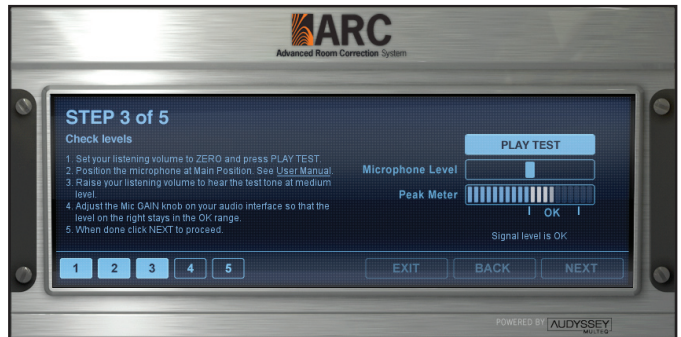 ARC
Advanced Room Correction System
STEP 3 of 5
Check levels
1. Set your listening volume to ZERO and press PLAY TEST.
2. Position the microphone at Main Position. See User Manual.
3. Raise your listening volume to hear the test tone at medium
level.
4. Adjust the Mic GAIN knob on your audio interface so that the
level on the right stays in the OK range.
5. When done click NEXT to proceed.
PLAY TEST
Microphone Level
Peak Meter
OK
Signal level is OK
1 2 3 4 5
EXIT BACK NEXT
POWERED BY AUDYSSEY
MULTEQ